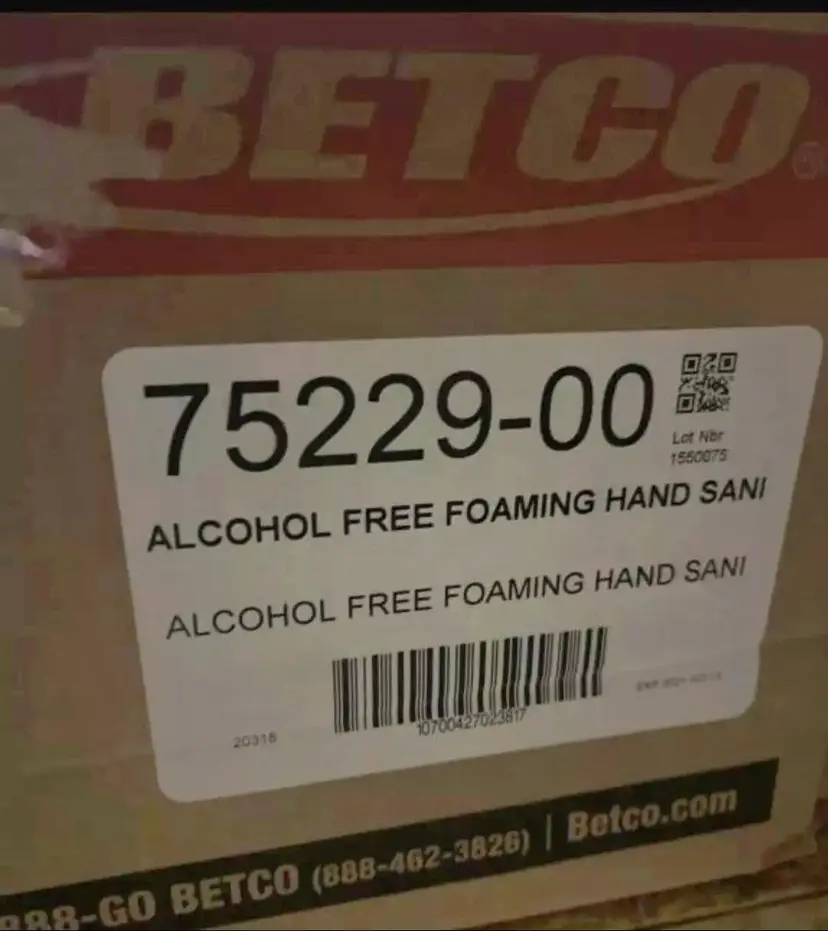 BETCO®
75229-00
Lot Nbr
1550075
ALCOHOL FREE FOAMING HAND SANI
ALCOHOL FREE FOAMING HAND SANI
10700427023817
20318
888-GO BETCO (888-462-3826) | Betco.com